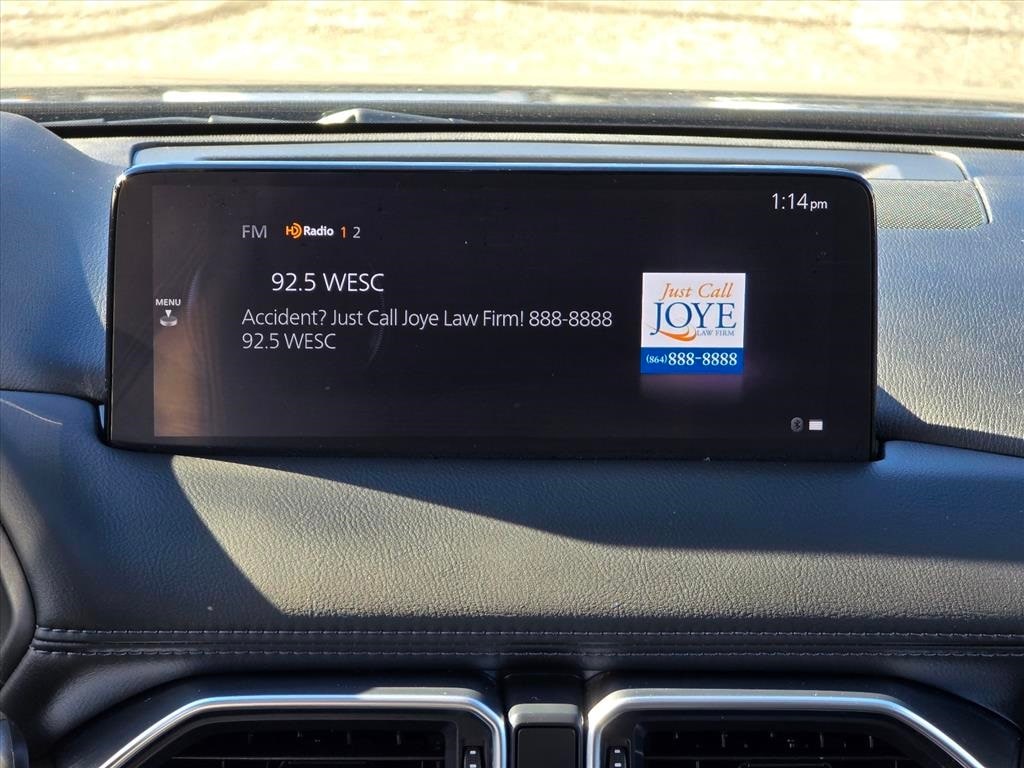 1:14pm
FM HD Radio 1 2
92.5 WESC
MENU
Accident? Just Call Joye Law Firm! 888-8888
92.5 WESC
Just Call
JOYE
LAW FIRM
(864)888-8888